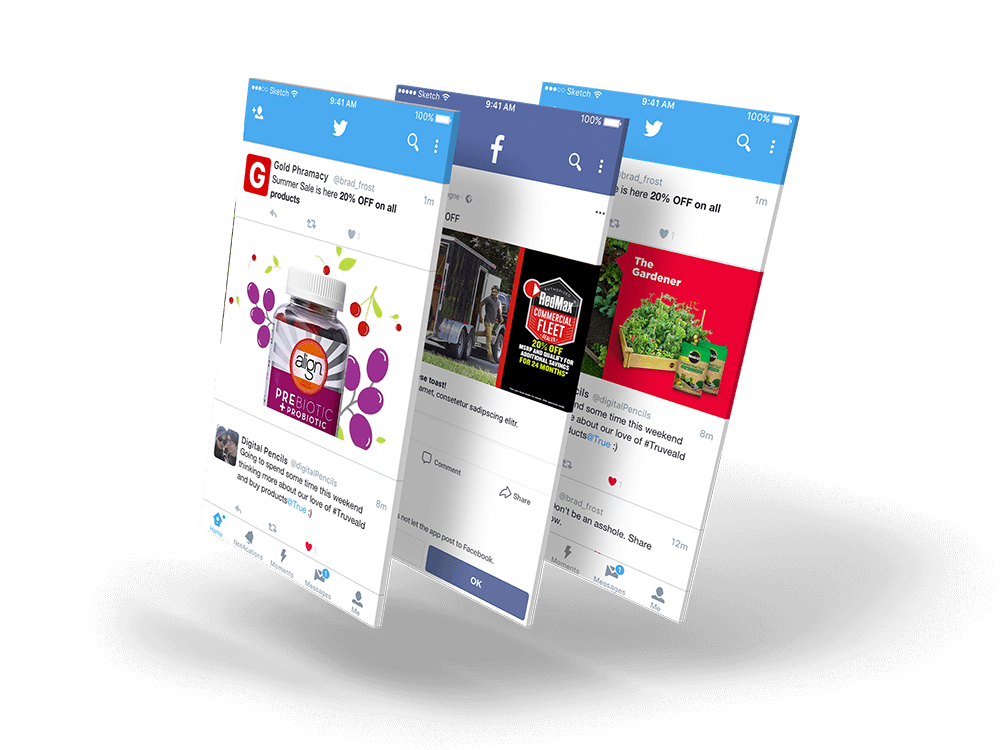 Sketch
9:41 AM
100%
Gold Phramacy @brad_frost
1m
Summer Sale is here 20% OFF on all
products
1
align
PREBIOTIC
+ PROBIOTIC
Digital Pencils @digitalPencils
8m
Going to spend some time this weekend
thinking more about our love of #Truveald
and buy products@True :)
Home
Notifications
Moments
1
Messages
Me
Sketch
9:41 AM
100%
f
OFF
AUTHORIZED
RedMax
COMMERCIAL
FLEET
DEALER
20% OFF
MSRP AND QUALIFY FOR
ADDITIONAL SAVINGS
FOR 24 MONTHS*
toast!
amet, consetetur sadipscing elitr.
Comment
Share
not let the app post to Facebook.
OK
Sketch
9:41 AM
100%
@brad_frost
1m
is here 20% OFF on all
1
The
Gardener
@digitalPencils
8m
spend some time this weekend
more about our love of #Truveald
@True :)
1
@brad_frost
12m
Don't be an asshole. Share
Moments
1
Messages
Me